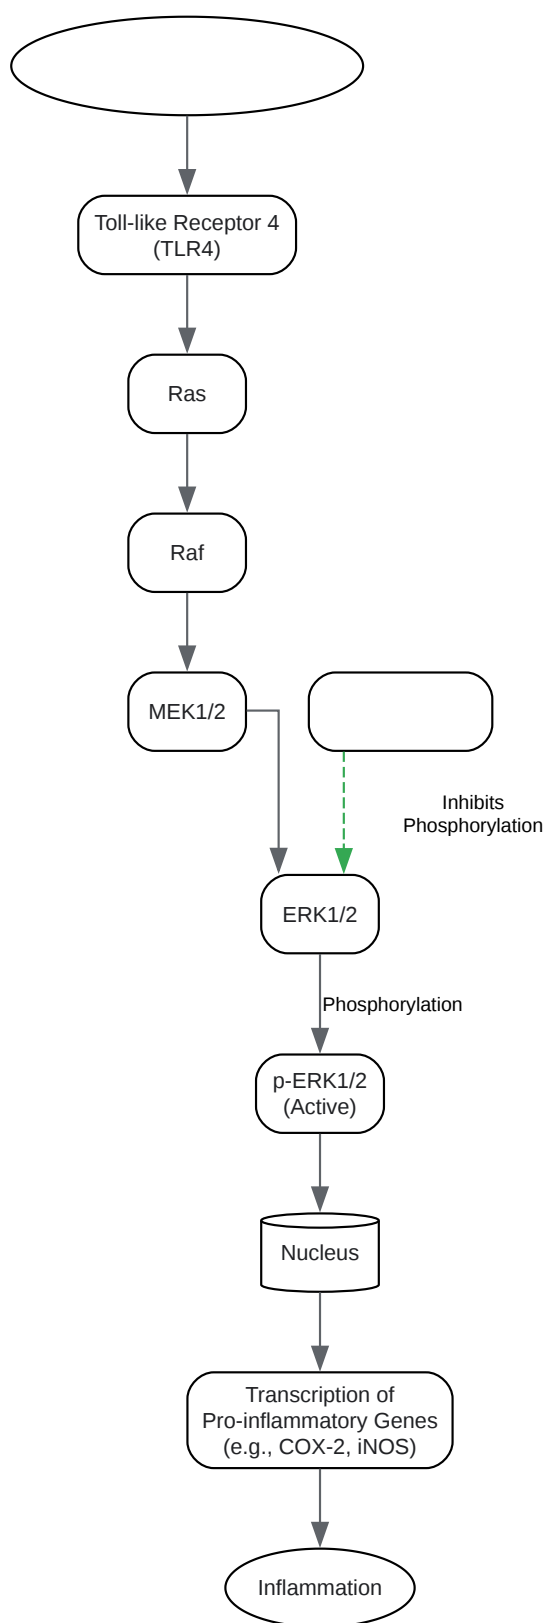 Toll-like Receptor 4
(TLR4)
Ras
Raf
MEK1/2
Inhibits
Phosphorylation
ERK1/2
Phosphorylation
p-ERK1/2
(Active)
Nucleus
Transcription of
Pro-inflammatory Genes
(e.g., COX-2, iNOS)
Inflammation